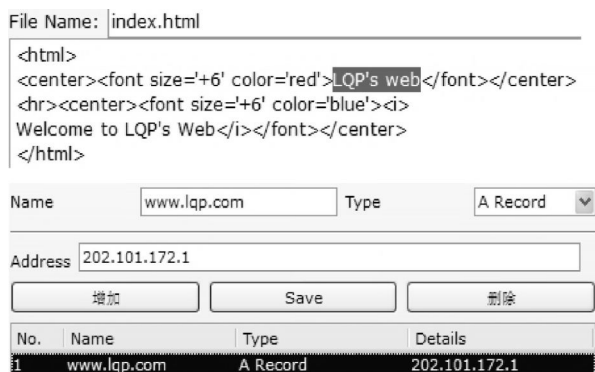 File Name: index.html
<html>
<center><font size='+6' color='red'>LQP's web</font></center>
<hr><center><font size='+6' color='blue'><i>
Welcome to LQP's Web</i></font></center>
</html>
Name www.lqp.com Type A Record
Address 202.101.172.1
增加 Save 删除
No. Name Type Details
1 www.lqp.com A Record 202.101.172.1